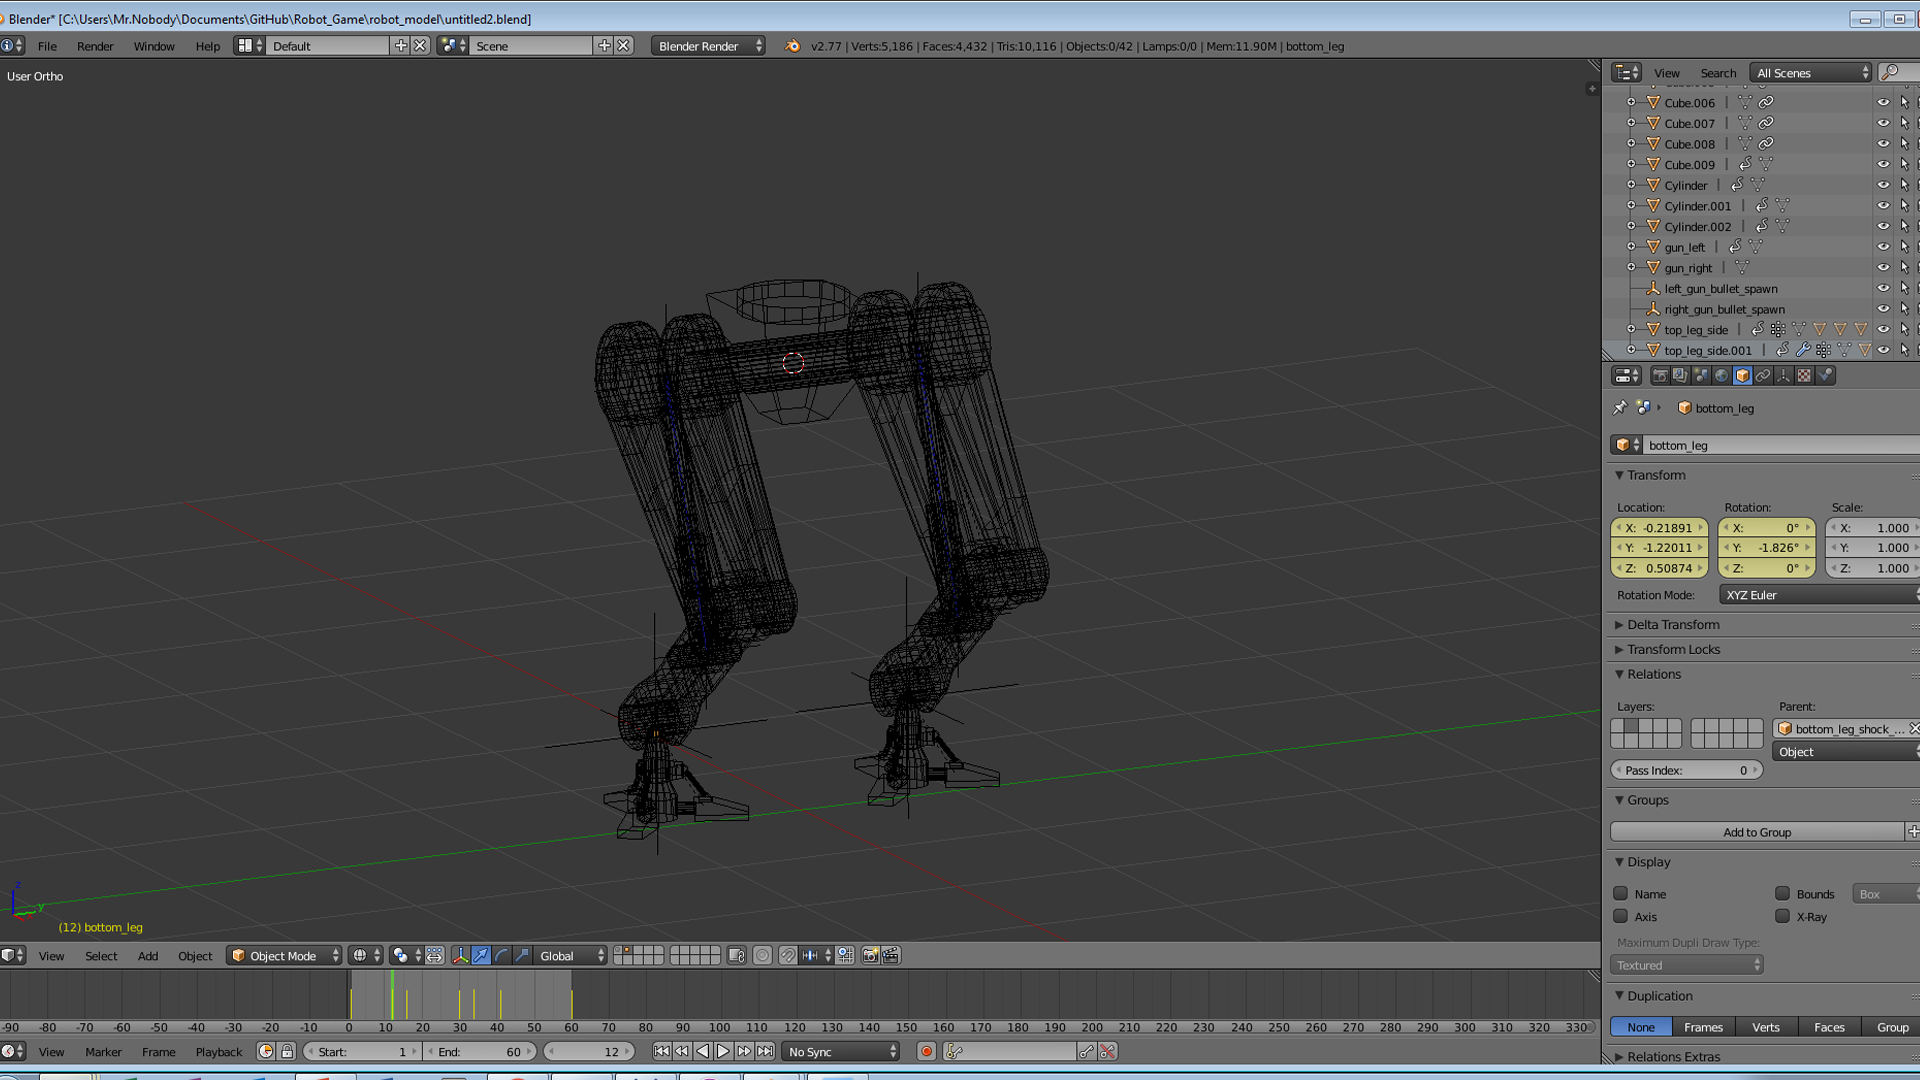 Blender* [C:\Users\Mr.Nobody\Documents\GitHub\Robot_Game\robot_model\untitled2.blend]
File Render Window Help Default Scene Blender Render v2.77 | Verts:5,186 | Faces:4,432 | Tris:10,116 | Objects:0/42 | Lamps:0/0 | Mem:11.90M | bottom_leg
User Ortho
View Search All Scenes
Cube.006
Cube.007
Cube.008
Cube.009
Cylinder
Cylinder.001
Cylinder.002
gun_left
gun_right
left_gun_bullet_spawn
right_gun_bullet_spawn
top_leg_side
top_leg_side.001
bottom_leg
bottom_leg
Transform
Location: Rotation: Scale:
X: -0.21891 X: 0° X: 1.000
Y: -1.22011 Y: -1.826° Y: 1.000
Z: 0.50874 Z: 0° Z: 1.000
Rotation Mode: XYZ Euler
Delta Transform
Transform Locks
Relations
Layers: Parent:
bottom_leg_shock_...
Object
Pass Index: 0
Groups
Add to Group
Display
Name Bounds Box
Axis X-Ray
Maximum Dupli Draw Type:
Textured
Duplication
None Frames Verts Faces Group
Relations Extras
z
y
(12) bottom_leg
View Select Add Object Object Mode Global
-90 -80 -70 -60 -50 -40 -30 -20 -10 0 10 20 30 40 50 60 70 80 90 100 110 120 130 140 150 160 170 180 190 200 210 220 230 240 250 260 270 280 290 300 310 320 330
View Marker Frame Playback Start: 1 End: 60 12 No Sync